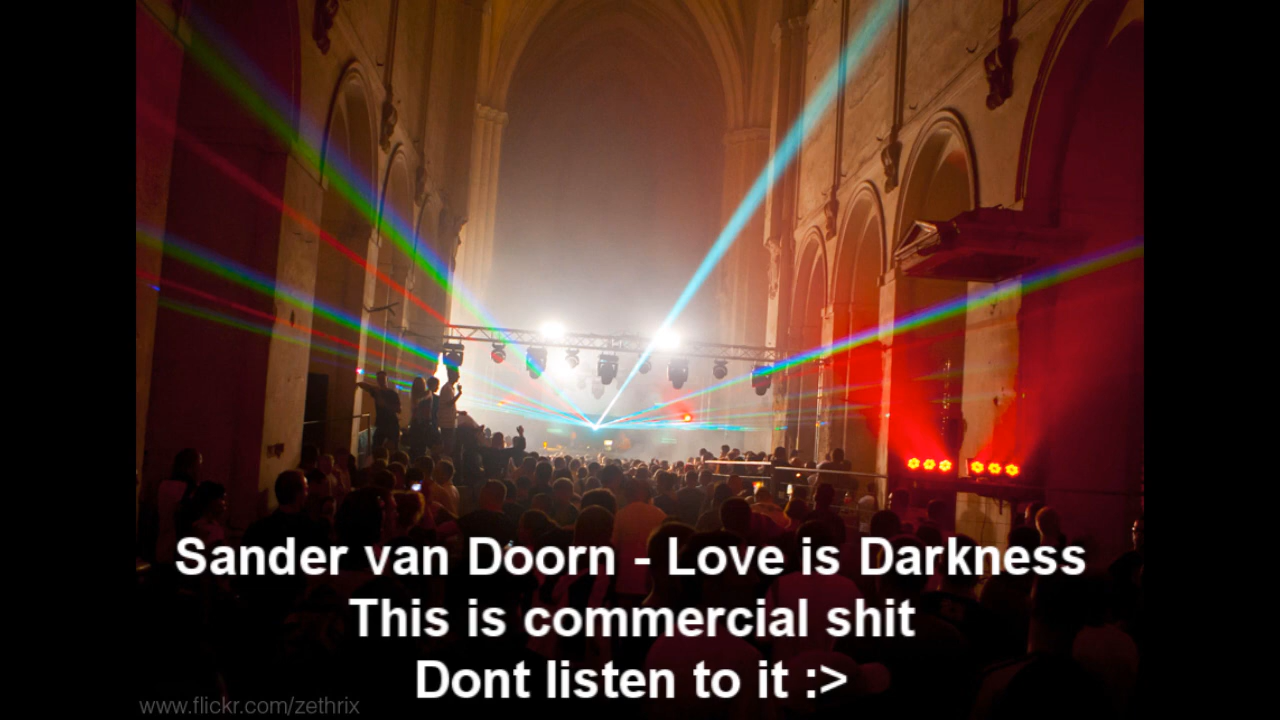 Sander van Doorn - Love is Darkness
This is commercial shit
Dont listen to it :>
www.flickr.com/zethrix